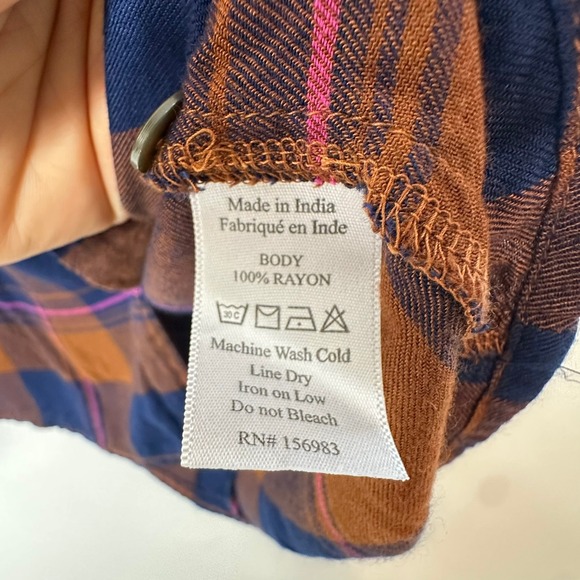 Made in India
Fabriqué en Inde
BODY
100% RAYON
30 C
Machine Wash Cold
Line Dry
Iron on Low
Do not Bleach
RN# 156983